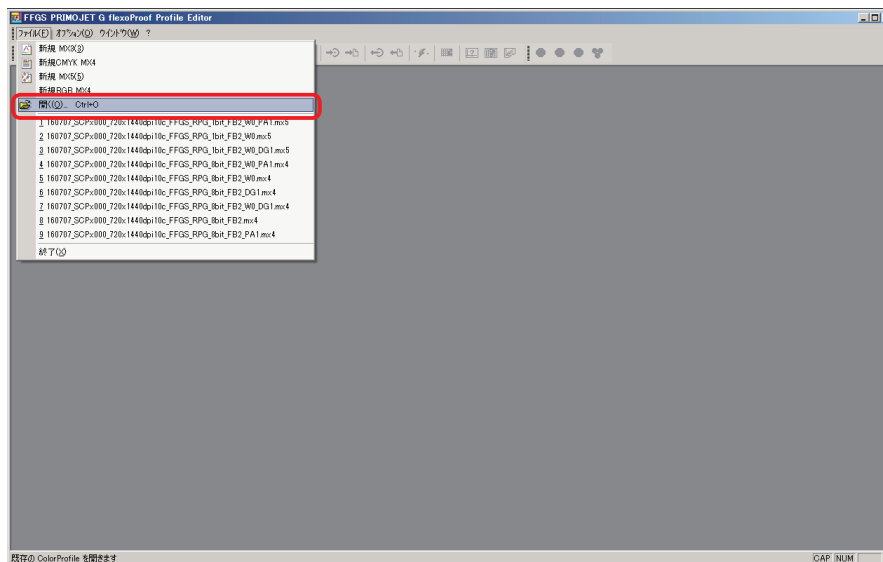 FFGS PRIMOJET G flexoProof Profile Editor
ファイル(F) オプション(O) ウインドウ(W) ?
新規 MX3(3)
新規CMYK MX4
新規 MX5(5)
新規RGB MX4
開く(O)... Ctrl+O
1 160707_SCPx000_720x1440dpi10c_FFGS_RPG_1bit_FB2_W0_PA1.mx5
2 160707_SCPx000_720x1440dpi10c_FFGS_RPG_1bit_FB2_W0.mx5
3 160707_SCPx000_720x1440dpi10c_FFGS_RPG_1bit_FB2_W0_DG1.mx5
4 160707_SCPx000_720x1440dpi10c_FFGS_RPG_8bit_FB2_W0_PA1.mx4
5 160707_SCPx000_720x1440dpi10c_FFGS_RPG_8bit_FB2_W0.mx4
6 160707_SCPx000_720x1440dpi10c_FFGS_RPG_8bit_FB2_DG1.mx4
7 160707_SCPx000_720x1440dpi10c_FFGS_RPG_8bit_FB2_W0_DG1.mx4
8 160707_SCPx000_720x1440dpi10c_FFGS_RPG_8bit_FB2.mx4
9 160707_SCPx000_720x1440dpi10c_FFGS_RPG_8bit_FB2_PA1.mx4
終了(X)
既存の ColorProfile を開きます
CAP NUM